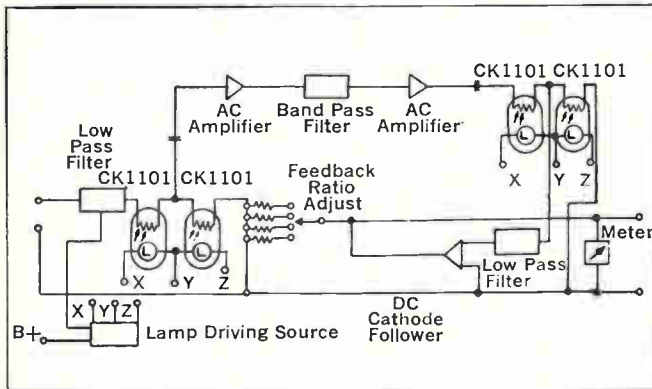 CK1101 CK1101
AC
Amplifier
Band Pass
Filter
AC
Amplifier
Low
Pass
Filter
CK1101 CK1101
X Y Z
Feedback
Ratio
Adjust
Meter
L L
L L
X Y Z
Low Pass
Filter
X Y Z
B+
Lamp Driving Source
DC
Cathode
Follower